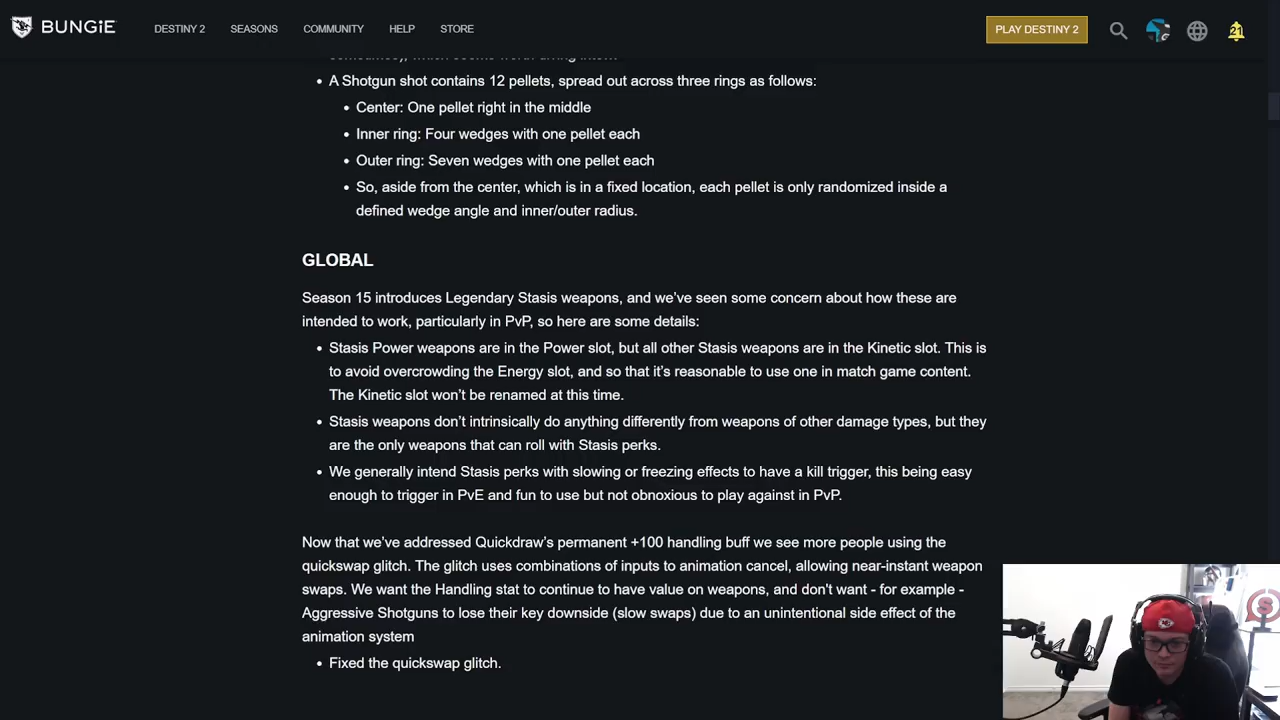 BUNGiE
DESTINY 2
SEASONS
COMMUNITY
HELP
STORE
PLAY DESTINY 2
21
• A Shotgun shot contains 12 pellets, spread out across three rings as follows:
• Center: One pellet right in the middle
• Inner ring: Four wedges with one pellet each
• Outer ring: Seven wedges with one pellet each
• So, aside from the center, which is in a fixed location, each pellet is only randomized inside a
defined wedge angle and inner/outer radius.
GLOBAL
Season 15 introduces Legendary Stasis weapons, and we've seen some concern about how these are
intended to work, particularly in PvP, so here are some details:
• Stasis Power weapons are in the Power slot, but all other Stasis weapons are in the Kinetic slot. This is
to avoid overcrowding the Energy slot, and so that it's reasonable to use one in match game content.
The Kinetic slot won't be renamed at this time.
• Stasis weapons don't intrinsically do anything differently from weapons of other damage types, but they
are the only weapons that can roll with Stasis perks.
• We generally intend Stasis perks with slowing or freezing effects to have a kill trigger, this being easy
enough to trigger in PvE and fun to use but not obnoxious to play against in PvP.
Now that we've addressed Quickdraw's permanent +100 handling buff we see more people using the
quickswap glitch. The glitch uses combinations of inputs to animation cancel, allowing near-instant weapon
swaps. We want the Handling stat to continue to have value on weapons, and don't want - for example -
Aggressive Shotguns to lose their key downside (slow swaps) due to an unintentional side effect of the
animation system
• Fixed the quickswap glitch.